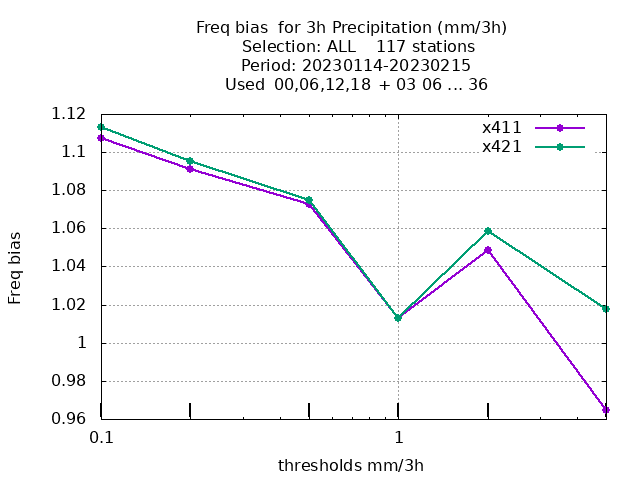 Freq bias  for 3h Precipitation (mm/3h)
Selection: ALL    117 stations
Period: 20230114-20230215
Used  00,06,12,18 + 03 06 ... 36
1.12
1.1
1.08
1.06
1.04
1.02
1
0.98
0.96
Freq bias
x411
x421
0.1
1
thresholds mm/3h